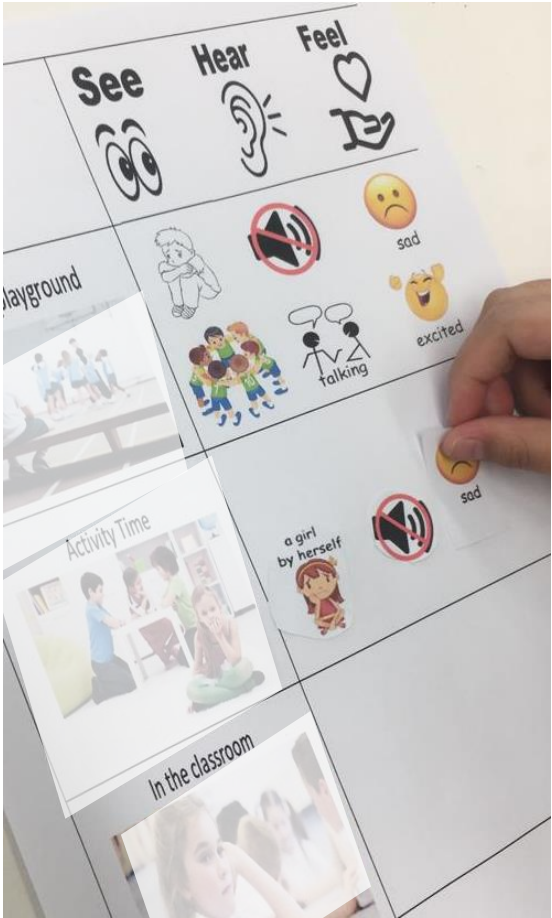 See
Hear
Feel
playground
sad
talking
excited
Activity Time
a girl
by herself
sad
In the classroom